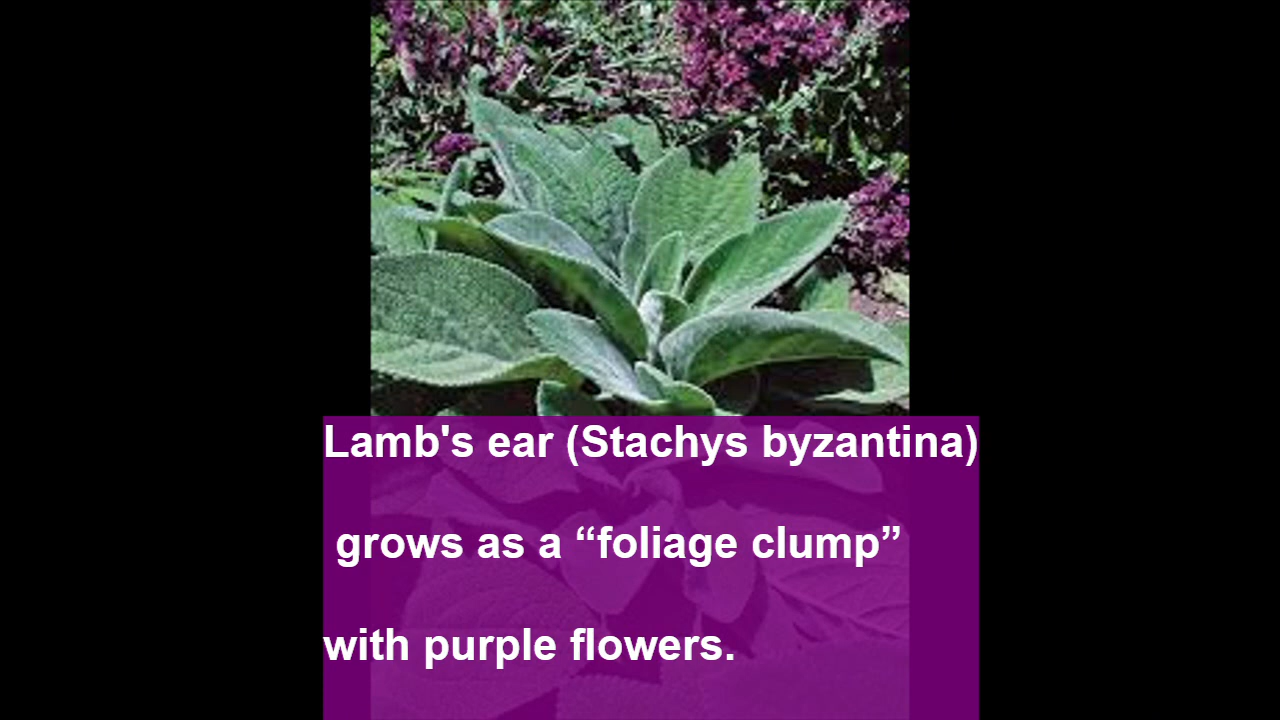 Lamb's ear (Stachys byzantina)
grows as a “foliage clump”
with purple flowers.